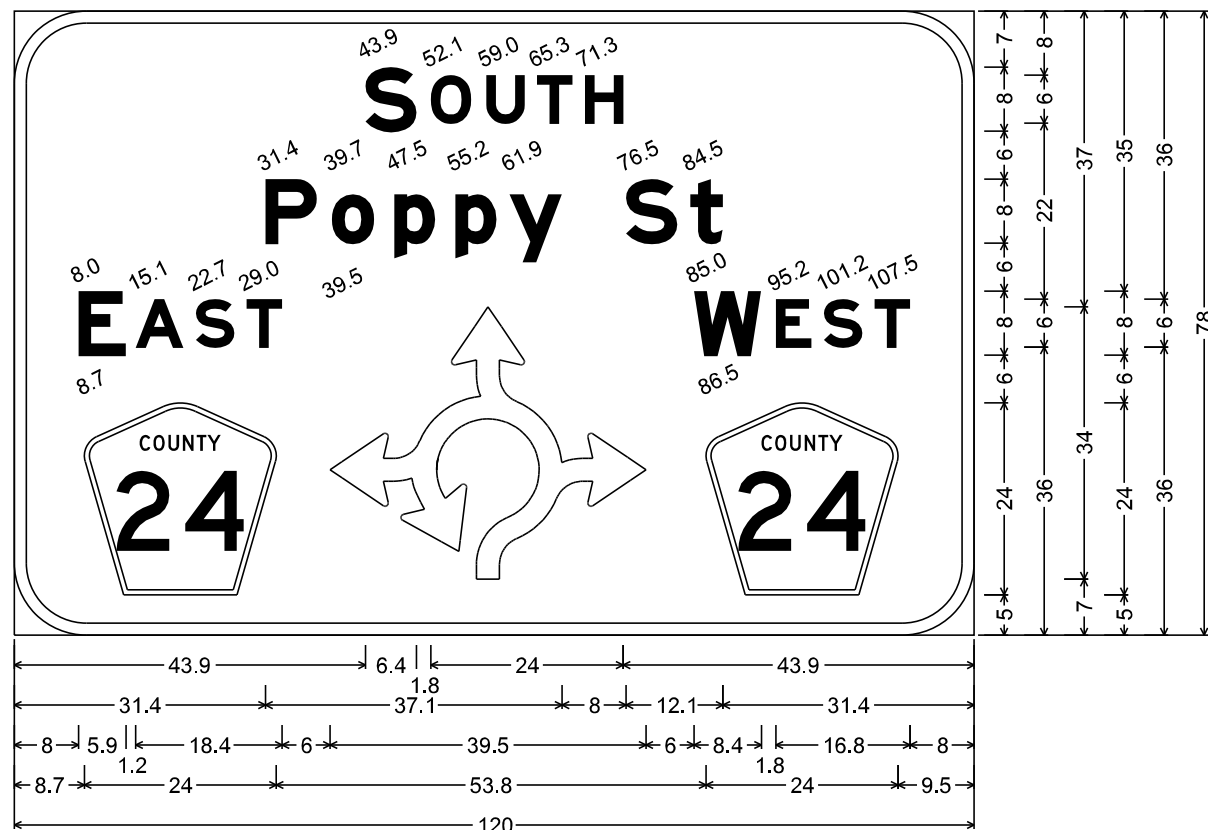 43.9 52.1 59.0 65.3 71.3
SOUTH
31.4 39.7 47.5 55.2 61.9 76.5 84.5
Poppy St
8.0 15.1 22.7 29.0 39.5 85.0 95.2 101.2 107.5
EAST WEST
8.7 86.5
COUNTY COUNTY
24 24
43.9 6.4 1.8 24 43.9
31.4 37.1 8 12.1 31.4
8 5.9 1.2 18.4 6 39.5 6 8.4 1.8 16.8 8
8.7 24 53.8 24 9.5
120
7 8 6 8 6 8 6 24 5
8 6 22 6 36
37 34 7
35 8 6 24 5
36 6 36
78